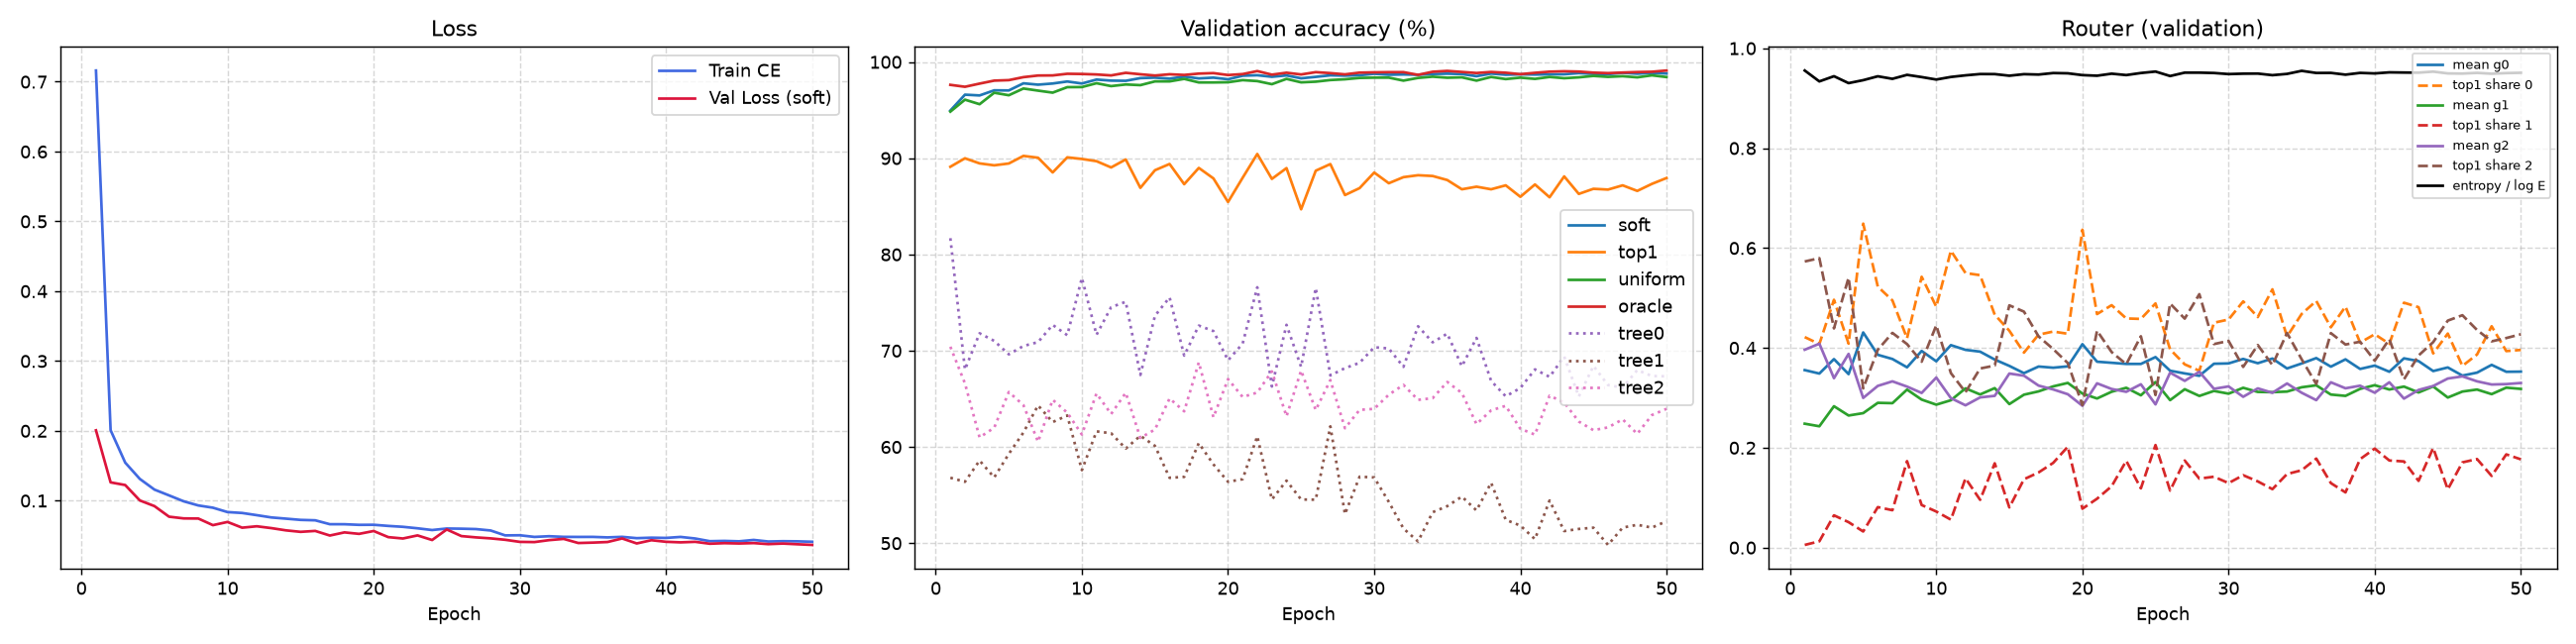 Loss
0.7
0.6
0.5
0.4
0.3
0.2
0.1
0
10
20
30
40
50
Epoch
Train CE
Val Loss (soft)
Validation accuracy (%)
100
90
80
70
60
50
0
10
20
30
40
50
Epoch
soft
top1
uniform
oracle
tree0
tree1
tree2
Router (validation)
1.0
0.8
0.6
0.4
0.2
0.0
0
10
20
30
40
50
Epoch
mean g0
top1 share 0
mean g1
top1 share 1
mean g2
top1 share 2
entropy / log E